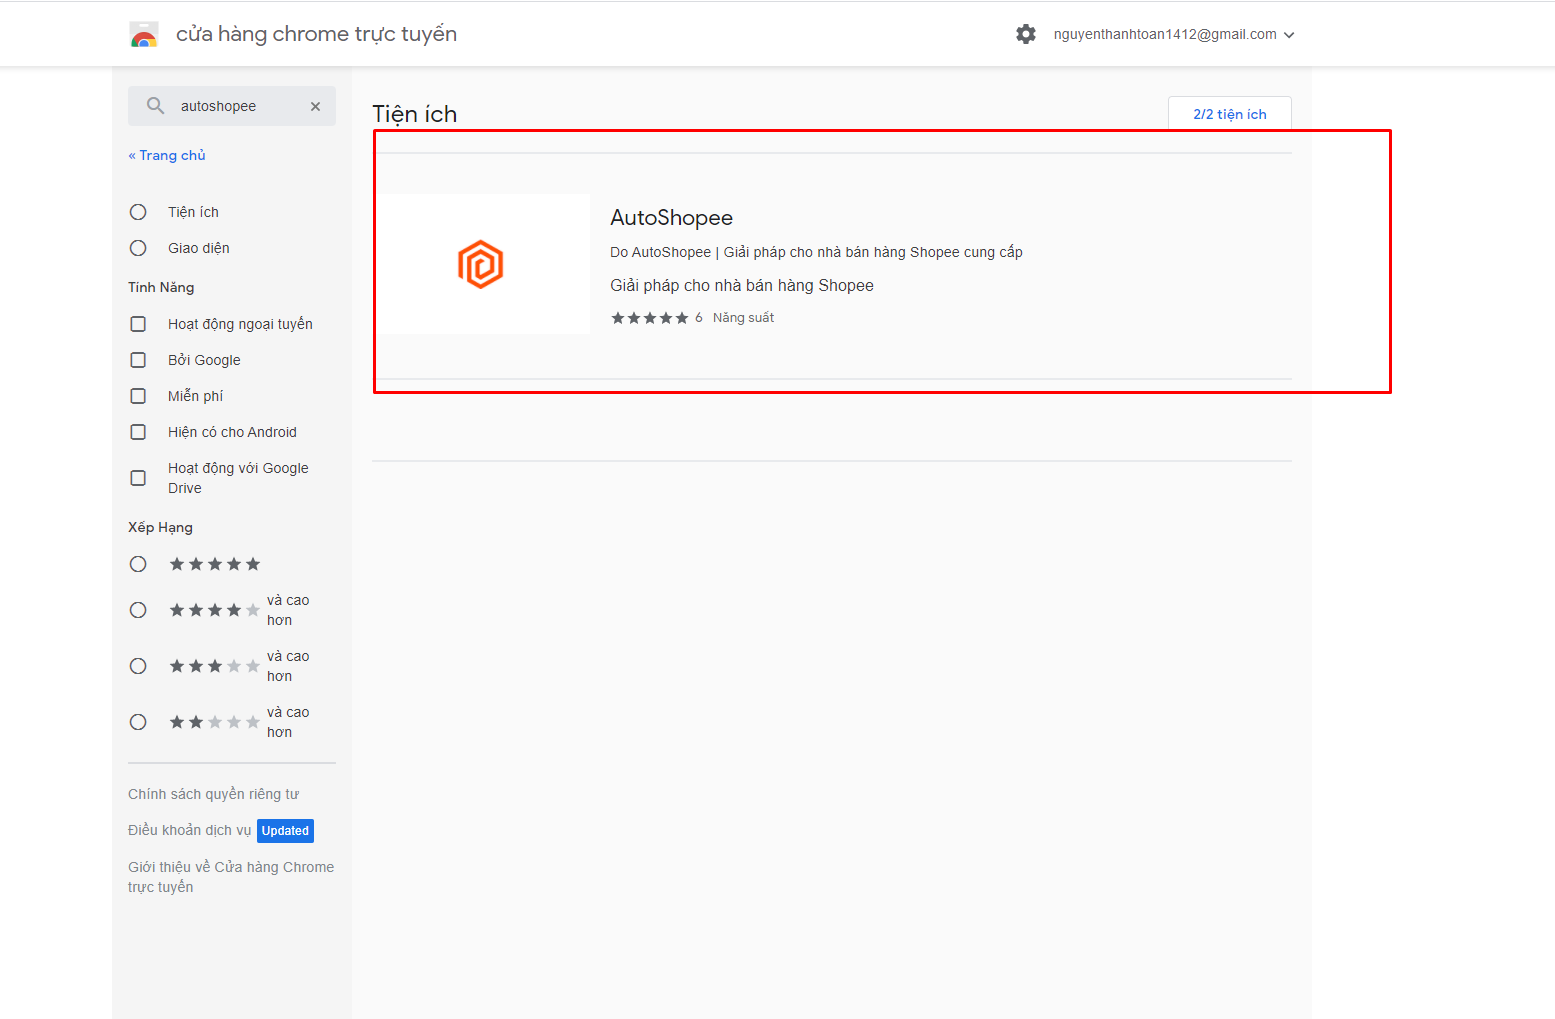 cửa hàng chrome trực tuyến
nguyenthanhtoan1412@gmail.com
autoshopee
« Trang chủ
Tiện ích
Giao diện
Tính Năng
Hoạt động ngoại tuyến
Bởi Google
Miễn phí
Hiện có cho Android
Hoạt động với Google
Drive
Xếp Hạng
và cao
hơn
và cao
hơn
và cao
hơn
Chính sách quyền riêng tư
Điều khoản dịch vụ Updated
Giới thiệu về Cửa hàng Chrome
trực tuyến
Tiện ích
2/2 tiện ích
AutoShopee
Do AutoShopee | Giải pháp cho nhà bán hàng Shopee cung cấp
Giải pháp cho nhà bán hàng Shopee
6 Năng suất